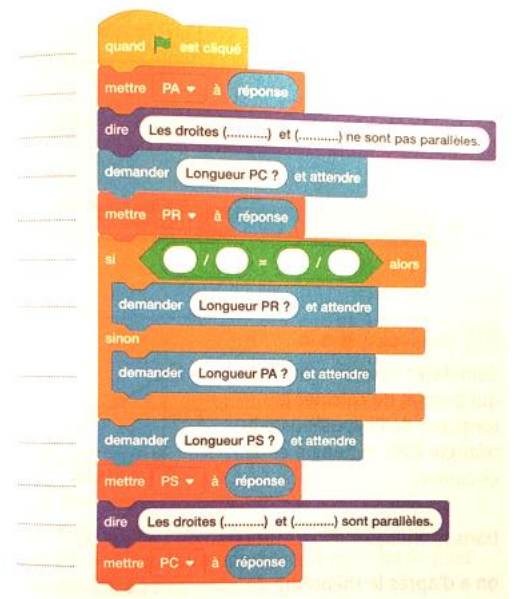 quand est cliqué
mettre PA à réponse
dire Les droites (...........) et (...........) ne sont pas parallèles.
demander Longueur PC ? et attendre
mettre PR à réponse
si / = / alors
demander Longueur PR ? et attendre
sinon
demander Longueur PA ? et attendre
demander Longueur PS ? et attendre
mettre PS à réponse
dire Les droites (...........) et (...........) sont parallèles.
mettre PC à réponse